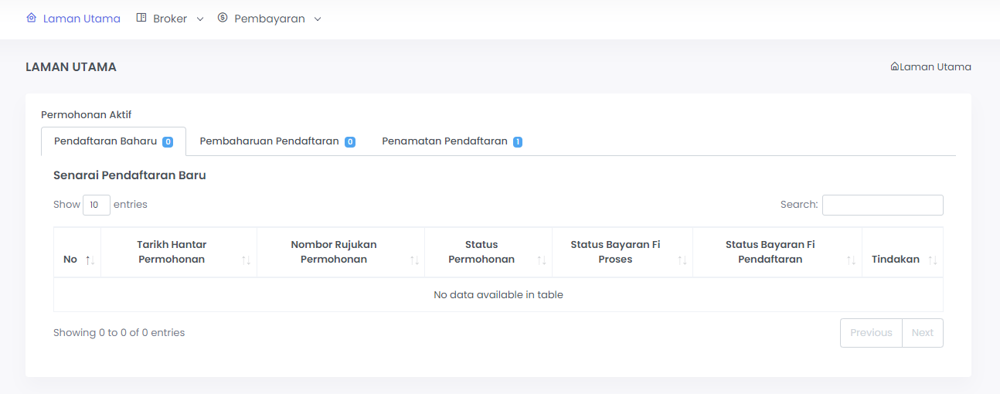 Laman Utama Broker Pembayaran
LAMAN UTAMA
Laman Utama
Permohonan Aktif
Pendaftaran Baharu 0 Pembaharuan Pendaftaran 0 Penamatan Pendaftaran 1
Senarai Pendaftaran Baru
Show 10 entries
Search:
No
Tarikh Hantar
Permohonan
Nombor Rujukan
Permohonan
Status
Permohonan
Status Bayaran Fi
Proses
Status Bayaran Fi
Pendaftaran
Tindakan
No data available in table
Showing 0 to 0 of 0 entries
Previous Next